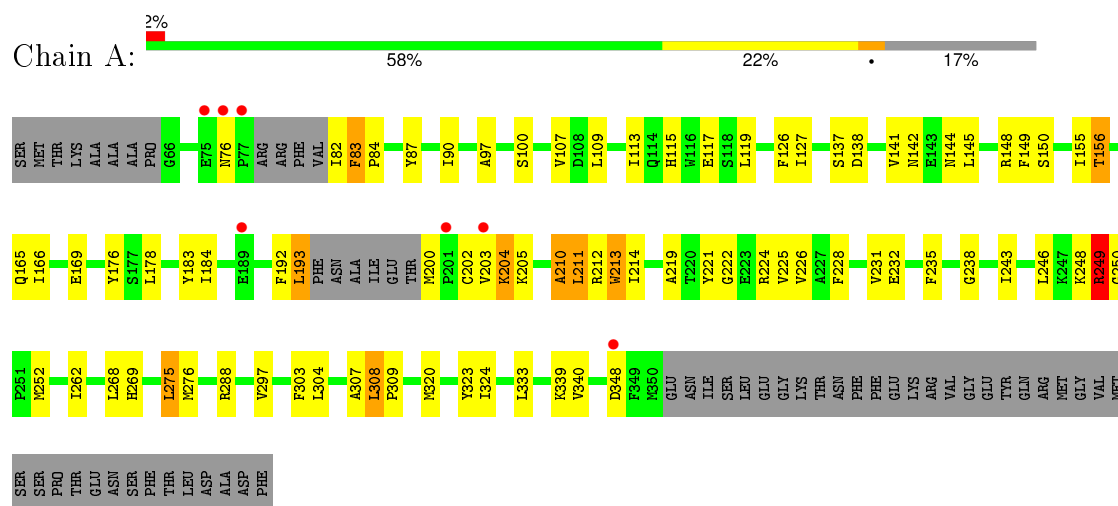 2%
Chain A:
58% 22% • 17%
SER MET THR LYS ALA ALA ALA PRO G66 E75 N76 P77 ARG ARG PHE VAL I82 F83 P84 Y87 I90 A97 S100 V107 D108 L109 I113 Q114 H115 W116 E117 S118 L119 F126 I127 S137 D138 V141 N142 E143 N144 L145 R148 F149 S150 I155 T156
Q165 I166 E169 Y176 S177 L178 Y183 I184 E189 F192 L193 PHE ASN ALA ILE GLU THR M200 P201 C202 V203 K204 K205 A210 L211 R212 W213 I214 A219 T220 Y221 G222 E223 R224 V225 V226 A227 F228 V231 E232 F235 G238 I243 L246 K247 K248 R249 G250
P251 M252 I262 L268 H269 L275 M276 R288 V297 F303 L304 A307 L308 P309 M320 Y323 I324 L333 K339 V340 D348 F349 M350 GLU ASN ILE SER LEU GLU GLY LYS THR ASN PHE PHE GLU LYS ARG VAL GLY GLU TYR GLN ARG MET GLY VAL MET
SER SER PRO THR GLU ASN SER PHE THR LEU ASP ALA ASP PHE